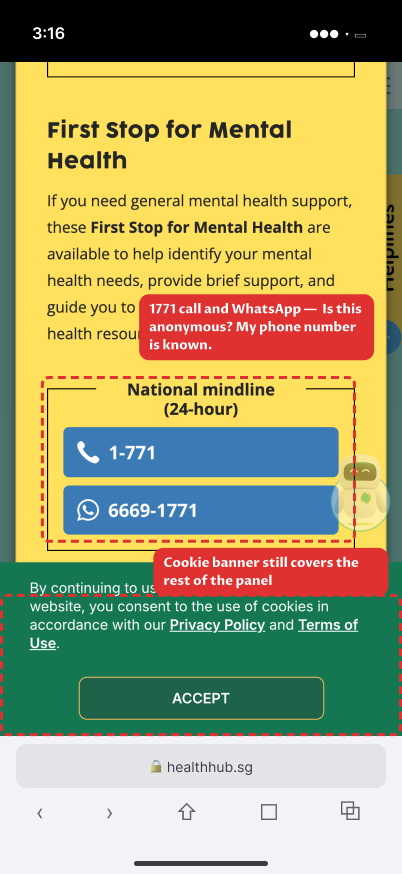 3:16
First Stop for Mental
Health
If you need general mental health support,
these First Stop for Mental Health are
available to help identify your mental
health needs, provide brief support, and
guide you to
health resour
Helplines
1771 call and WhatsApp — Is this
anonymous? My phone number
is known.
National mindline
(24-hour)
1-771
6669-1771
Cookie banner still covers the
rest of the panel
By continuing to us
website, you consent to the use of cookies in
accordance with our Privacy Policy and Terms of
Use.
ACCEPT
healthhub.sg